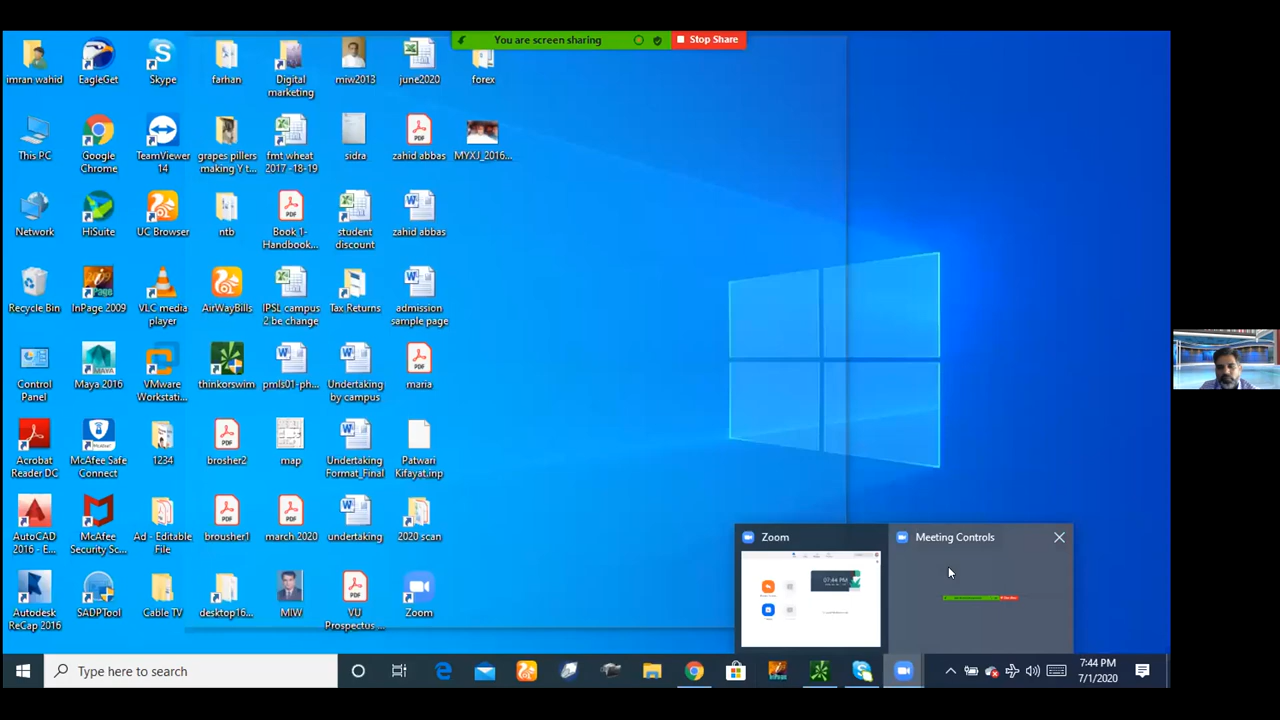 You are screen sharing
Stop Share
imran wahid
EagleGet
Skype
farhan
Digital
marketing
miw2013
june2020
forex
This PC
Google
Chrome
TeamViewer
14
grapes pillers
making Y t...
fmt wheat
2017 -18-19
sidra
zahid abbas
MYXJ_2016...
Network
HiSuite
UC Browser
ntb
Book 1-
Handbook...
student
discount
zahid abbas
Recycle Bin
InPage 2009
VLC media
player
AirWayBills
IPSL campus
2 be change
Tax Returns
admission
sample page
Control
Panel
Maya 2016
VMware
Workstati...
thinkorswim
pmls01-ph...
Undertaking
by campus
maria
Acrobat
Reader DC
McAfee Safe
Connect
1234
brosher2
map
Undertaking
Format_Final
Patwari
Kifayat.inp
AutoCAD
2016 - E...
McAfee
Security Sc...
Ad - Editable
File
brousher1
march 2020
undertaking
2020 scan
Autodesk
ReCap 2016
SADPTool
Cable TV
desktop16...
MIW
VU
Prospectus ...
Zoom
Zoom
07:44 PM
Meeting Controls
Type here to search
7:44 PM
7/1/2020